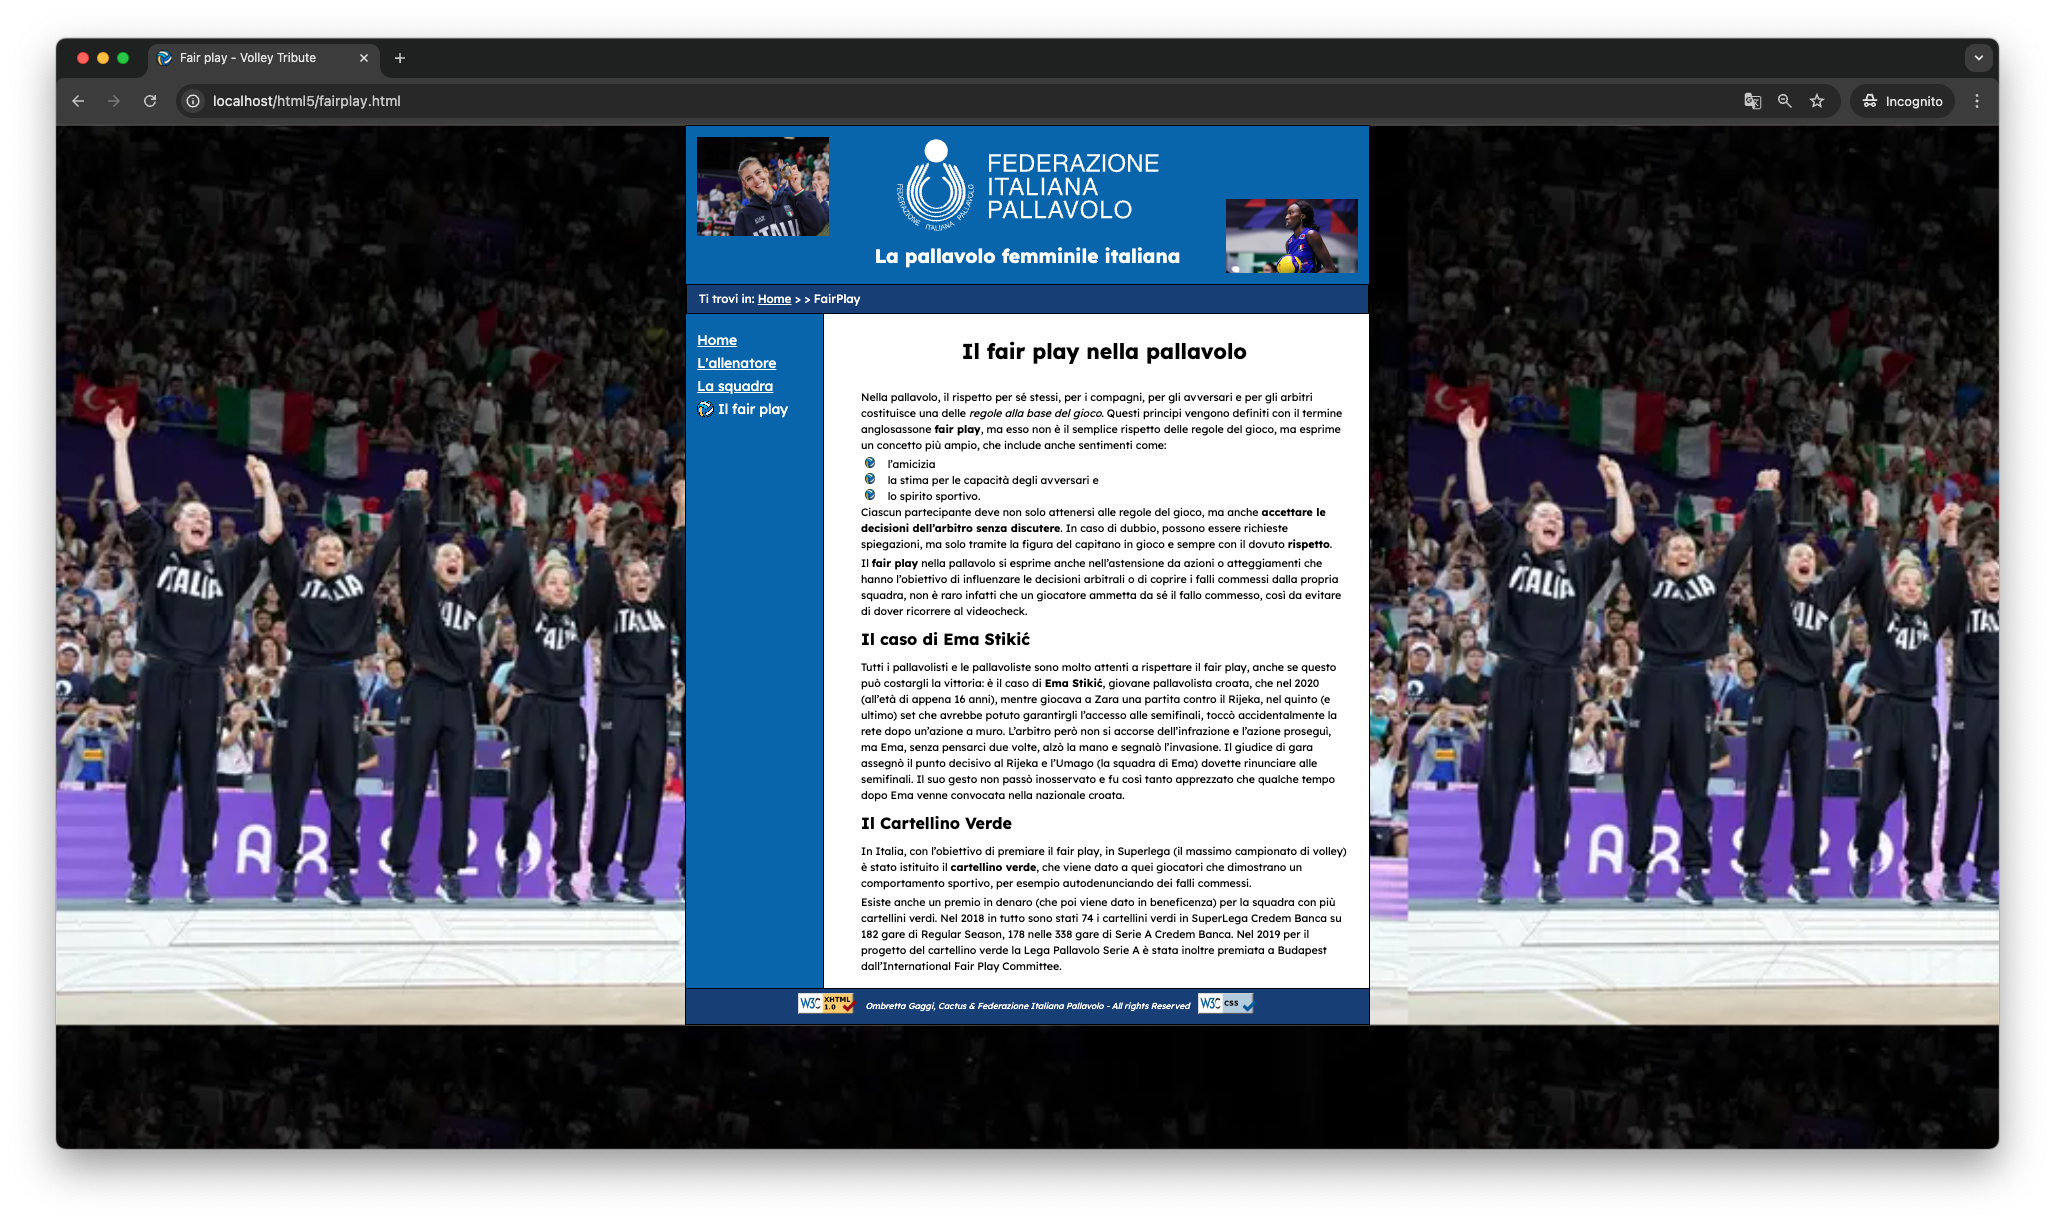 Fair play - Volley Tribute
localhost/html5/fairplay.html
Incognito
FEDERAZIONE
ITALIANA
PALLAVOLO
FEDERAZIONE ITALIANA PALLAVOLO
ITALIA
La pallavolo femminile italiana
Ti trovi in: Home > > FairPlay
Home
L'allenatore
La squadra
Il fair play
Il fair play nella pallavolo
Nella pallavolo, il rispetto per sé stessi, per i compagni, per gli avversari e per gli arbitri
costituisce una delle regole alla base del gioco. Questi principi vengono definiti con il termine
anglosassone fair play, ma esso non è il semplice rispetto delle regole del gioco, ma esprime
un concetto più ampio, che include anche sentimenti come:
l'amicizia
la stima per le capacità degli avversari e
lo spirito sportivo.
Ciascun partecipante deve non solo attenersi alle regole del gioco, ma anche accettare le
decisioni dell'arbitro senza discutere. In caso di dubbio, possono essere richieste
spiegazioni, ma solo tramite la figura del capitano in gioco e sempre con il dovuto rispetto.
Il fair play nella pallavolo si esprime anche nell'astensione da azioni o atteggiamenti che
hanno l'obiettivo di influenzare le decisioni arbitrali o di coprire i falli commessi dalla propria
squadra, non è raro infatti che un giocatore ammetta da sé il fallo commesso, così da evitare
di dover ricorrere al videocheck.
Il caso di Ema Stikić
Tutti i pallavolisti e le pallavoliste sono molto attenti a rispettare il fair play, anche se questo
può costargli la vittoria: è il caso di Ema Stikić, giovane pallavolista croata, che nel 2020
(all'età di appena 16 anni), mentre giocava a Zara una partita contro il Rijeka, nel quinto (e
ultimo) set che avrebbe potuto garantirgli l'accesso alle semifinali, toccò accidentalmente la
rete dopo un'azione a muro. L'arbitro però non si accorse dell'infrazione e l'azione proseguì,
ma Ema, senza pensarci due volte, alzò la mano e segnalò l'invasione. Il giudice di gara
assegnò il punto decisivo al Rijeka e l'Umago (la squadra di Ema) dovette rinunciare alle
semifinali. Il suo gesto non passò inosservato e fu così tanto apprezzato che qualche tempo
dopo Ema venne convocata nella nazionale croata.
Il Cartellino Verde
In Italia, con l'obiettivo di premiare il fair play, in Superlega (il massimo campionato di volley)
è stato istituito il cartellino verde, che viene dato a quei giocatori che dimostrano un
comportamento sportivo, per esempio autodenunciando dei falli commessi.
Esiste anche un premio in denaro (che poi viene dato in beneficenza) per la squadra con più
cartellini verdi. Nel 2018 in tutto sono stati 74 i cartellini verdi in SuperLega Credem Banca su
182 gare di Regular Season, 178 nelle 338 gare di Serie A Credem Banca. Nel 2019 per il
progetto del cartellino verde la Lega Pallavolo Serie A è stata inoltre premiata a Budapest
dall'International Fair Play Committee.
W3C XHTML 1.0
Ombretta Gaggi, Cactus & Federazione Italiana Pallavolo - All rights Reserved
W3C css
ITALIA
ITALIA
ITALIA
ITALIA
ITALIA
PARIS 20
ITALIA
ITALIA
ITALIA
ITALIA
PARIS 20